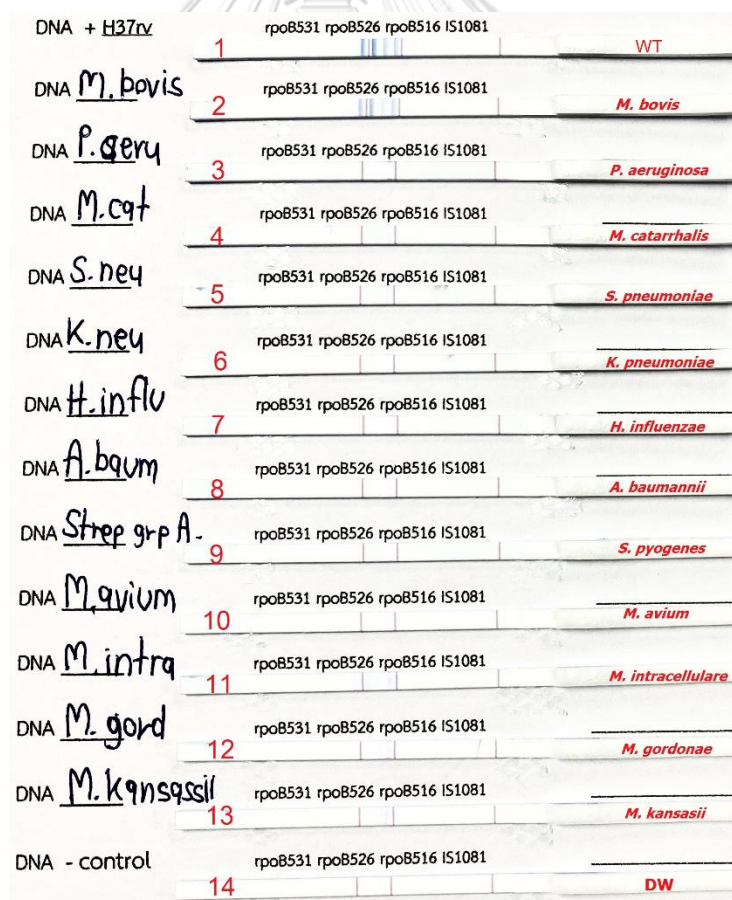 DNA + H37rv rpoB531 rpoB526 rpoB516 IS1081
1 WT
DNA M.bovis rpoB531 rpoB526 rpoB516 IS1081
2 M. bovis
DNA P.aeru rpoB531 rpoB526 rpoB516 IS1081
3 P. aeruginosa
DNA M.cat rpoB531 rpoB526 rpoB516 IS1081
4 M. catarrhalis
DNA S.neu rpoB531 rpoB526 rpoB516 IS1081
5 S. pneumoniae
DNA K.neu rpoB531 rpoB526 rpoB516 IS1081
6 K. pneumoniae
DNA H.influ rpoB531 rpoB526 rpoB516 IS1081
7 H. influenzae
DNA A.baum rpoB531 rpoB526 rpoB516 IS1081
8 A. baumannii
DNA Strep grp A. rpoB531 rpoB526 rpoB516 IS1081
9 S. pyogenes
DNA M.avium rpoB531 rpoB526 rpoB516 IS1081
10 M. avium
DNA M.intra rpoB531 rpoB526 rpoB516 IS1081
11 M. intracellulare
DNA M. gord rpoB531 rpoB526 rpoB516 IS1081
12 M. gordonae
DNA M.kansassii rpoB531 rpoB526 rpoB516 IS1081
13 M. kansasii
DNA - control rpoB531 rpoB526 rpoB516 IS1081
14 DW